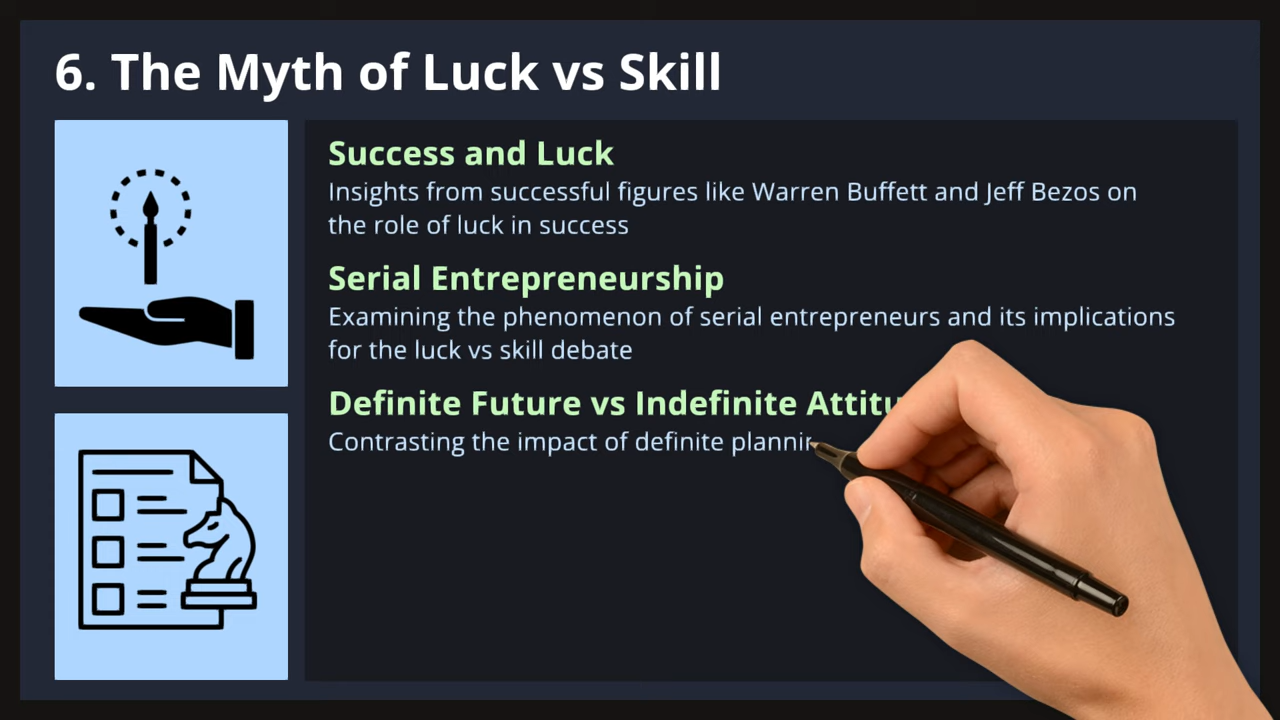 6. The Myth of Luck vs Skill
Success and Luck
Insights from successful figures like Warren Buffett and Jeff Bezos on
the role of luck in success
Serial Entrepreneurship
Examining the phenomenon of serial entrepreneurs and its implications
for the luck vs skill debate
Definite Future vs Indefinite
Contrasting the impact of definite